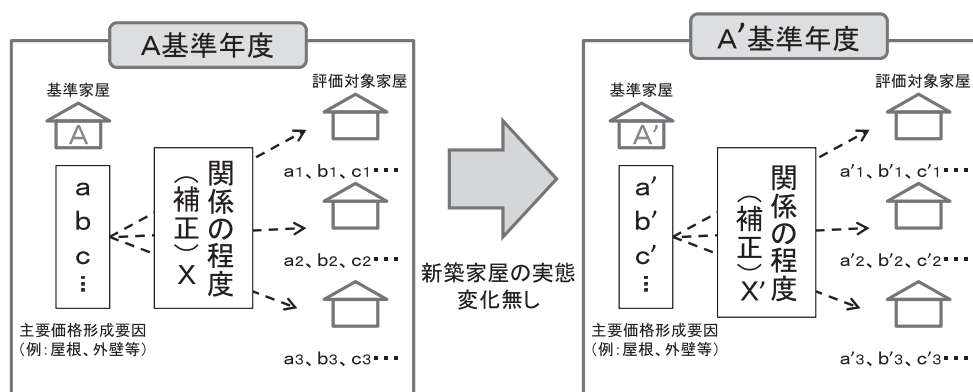 A基準年度
基準家屋
評価対象家屋
A
a
b
c
…
関係の程度
（補正）X
a1、b1、c1…
a2、b2、c2…
a3、b3、c3…
主要価格形成要因
（例：屋根、外壁等）
新築家屋の実態
変化無し
A′基準年度
基準家屋
評価対象家屋
A′
a′
b′
c′
…
関係の程度
（補正）X′
a′1、b′1、c′1…
a′2、b′2、c′2…
a′3、b′3、c′3…
主要価格形成要因
（例：屋根、外壁等）